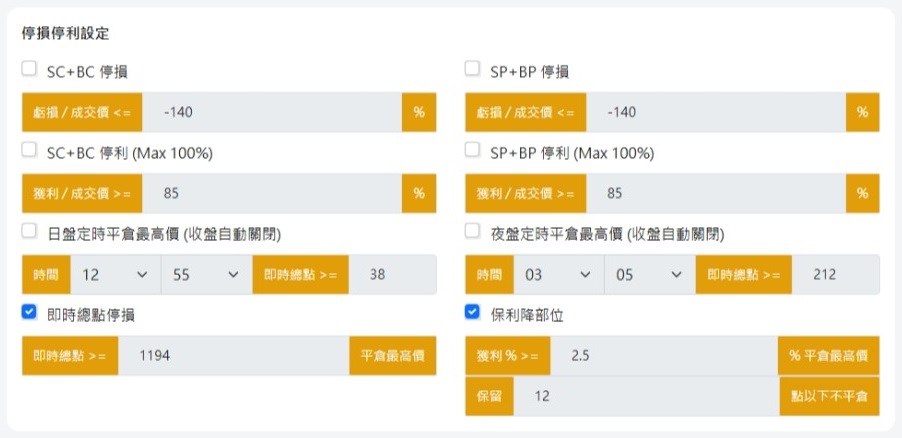 停損停利設定
SC+BC 停損
SP+BP 停損
虧損 / 成交價 <= -140 %
虧損 / 成交價 <= -140 %
SC+BC 停利 (Max 100%)
SP+BP 停利 (Max 100%)
獲利 / 成交價 >= 85 %
獲利 / 成交價 >= 85 %
日盤定時平倉最高價 (收盤自動關閉)
夜盤定時平倉最高價 (收盤自動關閉)
時間 12 55 即時總點 >= 38
時間 03 05 即時總點 >= 212
即時總點停損
保利降部位
即時總點 >= 1194 平倉最高價
獲利 % >= 2.5 % 平倉最高價
保留 12 點以下不平倉